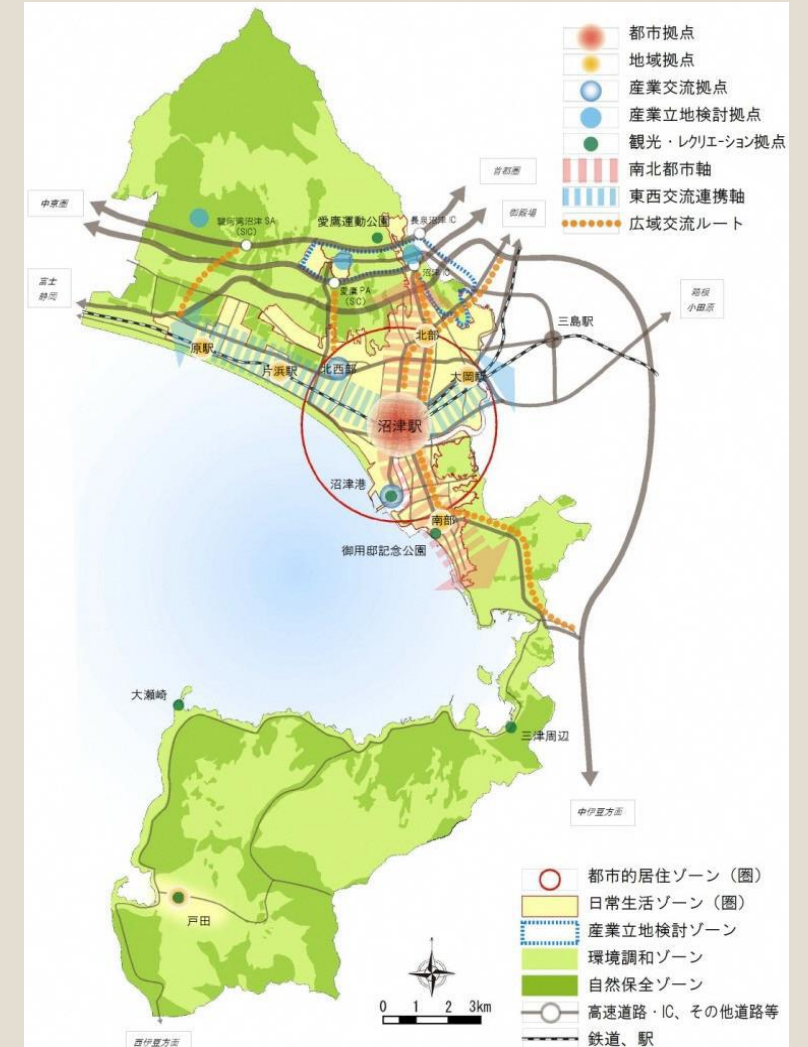 都市拠点
地域拠点
産業交流拠点
産業立地検討拠点
観光・レクリエーション拠点
南北都市軸
東西交流連携軸
広域交流ルート
首都圏
中京圏
御殿場
駿河湾沼津SA
(SIC)
愛鷹運動公園
長泉沼津IC
沼津IC
愛鷹PA
(SIC)
富士
静岡
箱根
小田原
三島駅
北部
原駅
片浜駅
北西部
大岡駅
沼津駅
沼津港
南部
御用邸記念公園
大瀬崎
三津周辺
中伊豆方面
戸田
西伊豆方面
0 1 2 3km
都市的居住ゾーン（圏）
日常生活ゾーン（圏）
産業立地検討ゾーン
環境調和ゾーン
自然保全ゾーン
高速道路・IC、その他道路等
鉄道、駅